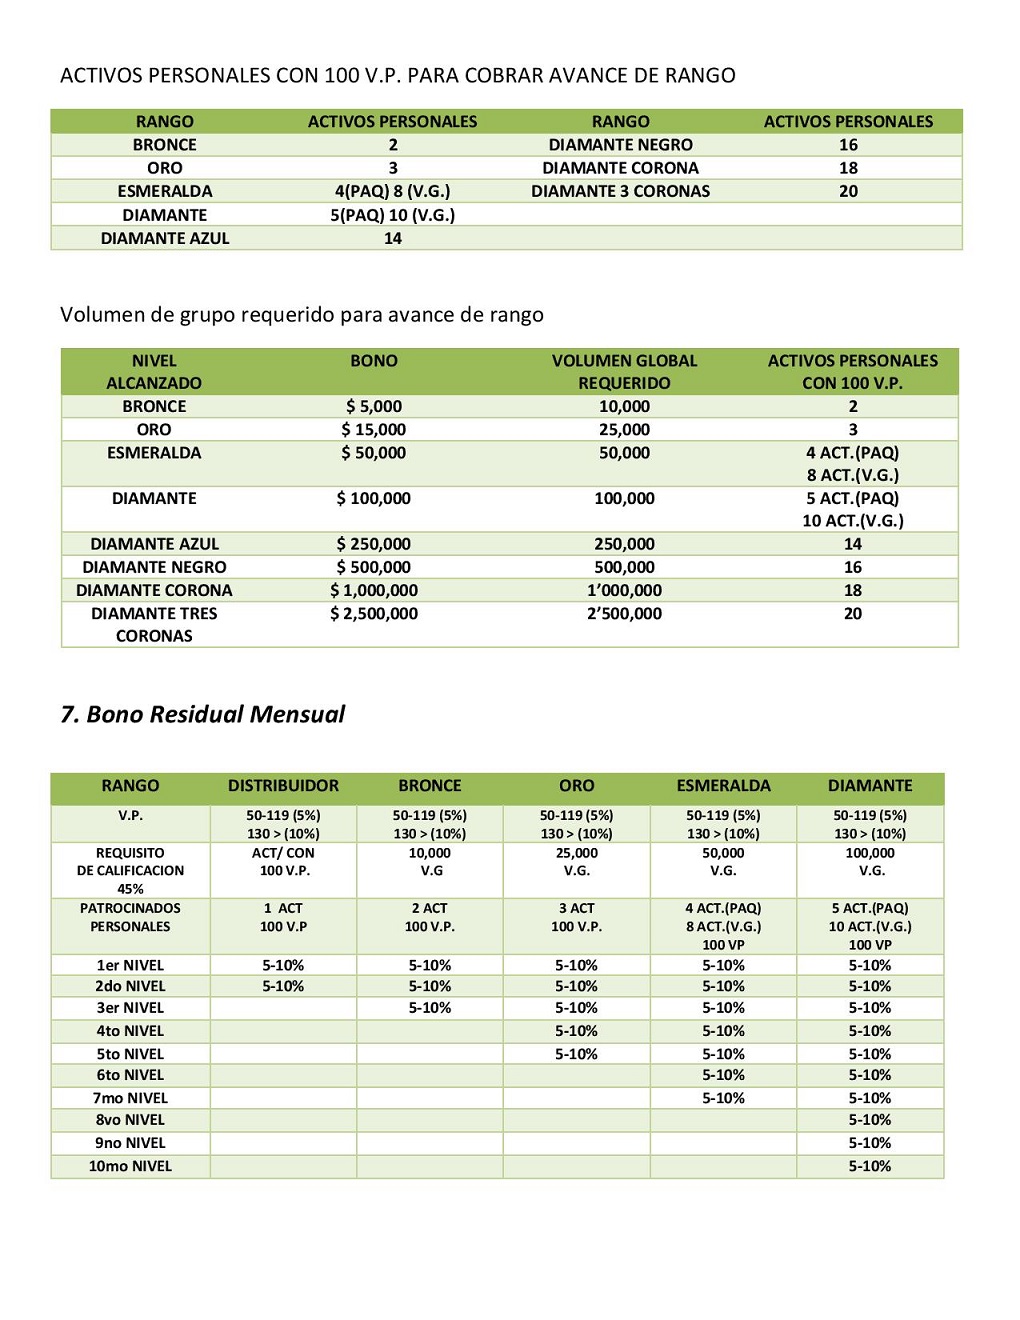 ACTIVOS PERSONALES CON 100 V.P. PARA COBRAR AVANCE DE RANGO
RANGO ACTIVOS PERSONALES RANGO ACTIVOS PERSONALES
BRONCE 2 DIAMANTE NEGRO 16
ORO 3 DIAMANTE CORONA 18
ESMERALDA 4(PAQ) 8 (V.G.) DIAMANTE 3 CORONAS 20
DIAMANTE 5(PAQ) 10 (V.G.)
DIAMANTE AZUL 14
Volumen de grupo requerido para avance de rango
NIVEL BONO VOLUMEN GLOBAL ACTIVOS PERSONALES
ALCANZADO REQUERIDO CON 100 V.P.
BRONCE $ 5,000 10,000 2
ORO $ 15,000 25,000 3
ESMERALDA $ 50,000 50,000 4 ACT.(PAQ)
8 ACT.(V.G.)
DIAMANTE $ 100,000 100,000 5 ACT.(PAQ)
10 ACT.(V.G.)
DIAMANTE AZUL $ 250,000 250,000 14
DIAMANTE NEGRO $ 500,000 500,000 16
DIAMANTE CORONA $ 1,000,000 1’000,000 18
DIAMANTE TRES $ 2,500,000 2’500,000 20
CORONAS
7. Bono Residual Mensual
RANGO DISTRIBUIDOR BRONCE ORO ESMERALDA DIAMANTE
V.P. 50-119 (5%) 50-119 (5%) 50-119 (5%) 50-119 (5%) 50-119 (5%)
130 > (10%) 130 > (10%) 130 > (10%) 130 > (10%) 130 > (10%)
REQUISITO ACT/ CON 10,000 25,000 50,000 100,000
DE CALIFICACION 100 V.P. V.G V.G. V.G. V.G.
45%
PATROCINADOS 1 ACT 2 ACT 3 ACT 4 ACT.(PAQ) 5 ACT.(PAQ)
PERSONALES 100 V.P 100 V.P. 100 V.P. 8 ACT.(V.G.) 10 ACT.(V.G.)
100 VP 100 VP
1er NIVEL 5-10% 5-10% 5-10% 5-10% 5-10%
2do NIVEL 5-10% 5-10% 5-10% 5-10% 5-10%
3er NIVEL 5-10% 5-10% 5-10% 5-10%
4to NIVEL 5-10% 5-10% 5-10%
5to NIVEL 5-10% 5-10% 5-10%
6to NIVEL 5-10% 5-10%
7mo NIVEL 5-10% 5-10%
8vo NIVEL 5-10%
9no NIVEL 5-10%
10mo NIVEL 5-10%